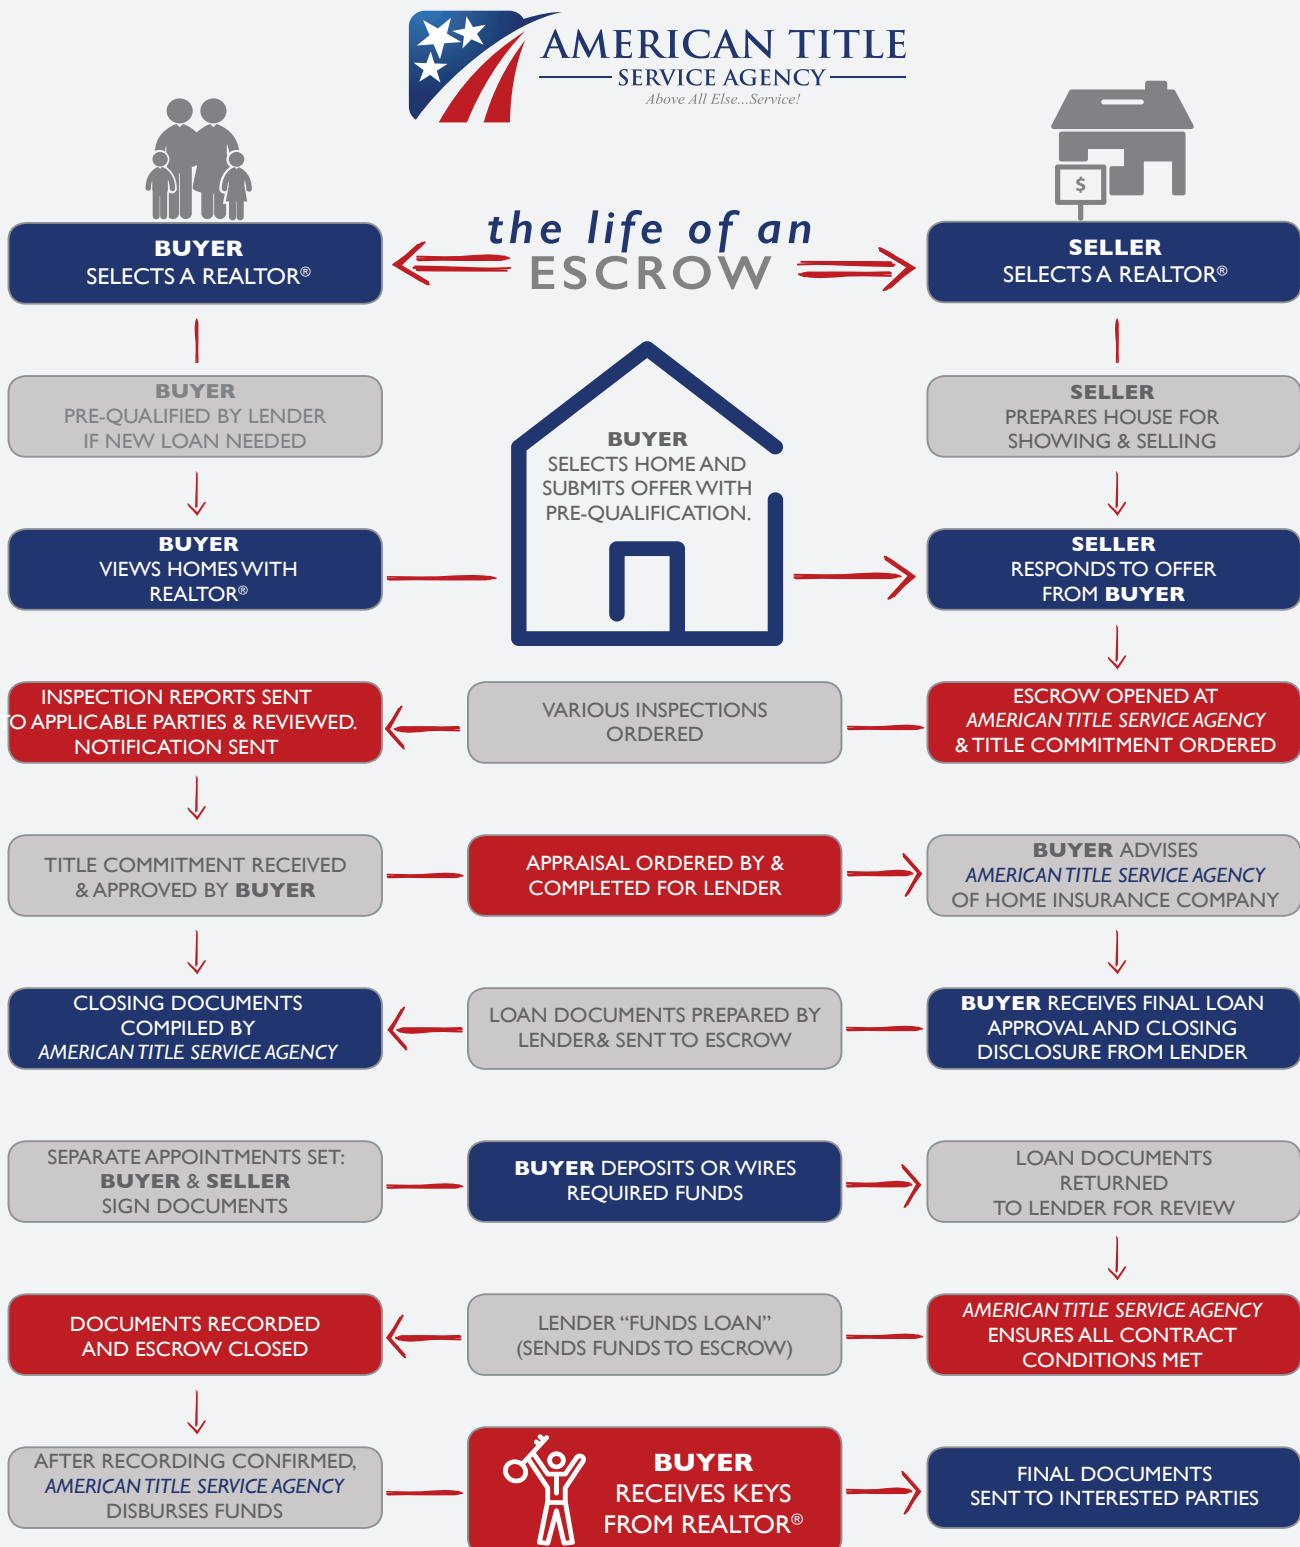 AMERICAN TITLE
SERVICE AGENCY
Above All Else...Service!
the life of an
ESCROW
BUYER
SELECTS A REALTOR®
$
SELLER
SELECTS A REALTOR®
BUYER
PRE-QUALIFIED BY LENDER
IF NEW LOAN NEEDED
BUYER
SELECTS HOME AND
SUBMITS OFFER WITH
PRE-QUALIFICATION.
SELLER
PREPARES HOUSE FOR
SHOWING & SELLING
BUYER
VIEWS HOMES WITH
REALTOR®
SELLER
RESPONDS TO OFFER
FROM BUYER
INSPECTION REPORTS SENT
TO APPLICABLE PARTIES & REVIEWED.
NOTIFICATION SENT
VARIOUS INSPECTIONS
ORDERED
ESCROW OPENED AT
AMERICAN TITLE SERVICE AGENCY
& TITLE COMMITMENT ORDERED
TITLE COMMITMENT RECEIVED
& APPROVED BY BUYER
APPRAISAL ORDERED BY &
COMPLETED FOR LENDER
BUYER ADVISES
AMERICAN TITLE SERVICE AGENCY
OF HOME INSURANCE COMPANY
CLOSING DOCUMENTS
COMPILED BY
AMERICAN TITLE SERVICE AGENCY
LOAN DOCUMENTS PREPARED BY
LENDER& SENT TO ESCROW
BUYER RECEIVES FINAL LOAN
APPROVAL AND CLOSING
DISCLOSURE FROM LENDER
SEPARATE APPOINTMENTS SET:
BUYER & SELLER
SIGN DOCUMENTS
BUYER DEPOSITS OR WIRES
REQUIRED FUNDS
LOAN DOCUMENTS
RETURNED
TO LENDER FOR REVIEW
DOCUMENTS RECORDED
AND ESCROW CLOSED
LENDER “FUNDS LOAN”
(SENDS FUNDS TO ESCROW)
AMERICAN TITLE SERVICE AGENCY
ENSURES ALL CONTRACT
CONDITIONS MET
AFTER RECORDING CONFIRMED,
AMERICAN TITLE SERVICE AGENCY
DISBURSES FUNDS
BUYER
RECEIVES KEYS
FROM REALTOR®
FINAL DOCUMENTS
SENT TO INTERESTED PARTIES